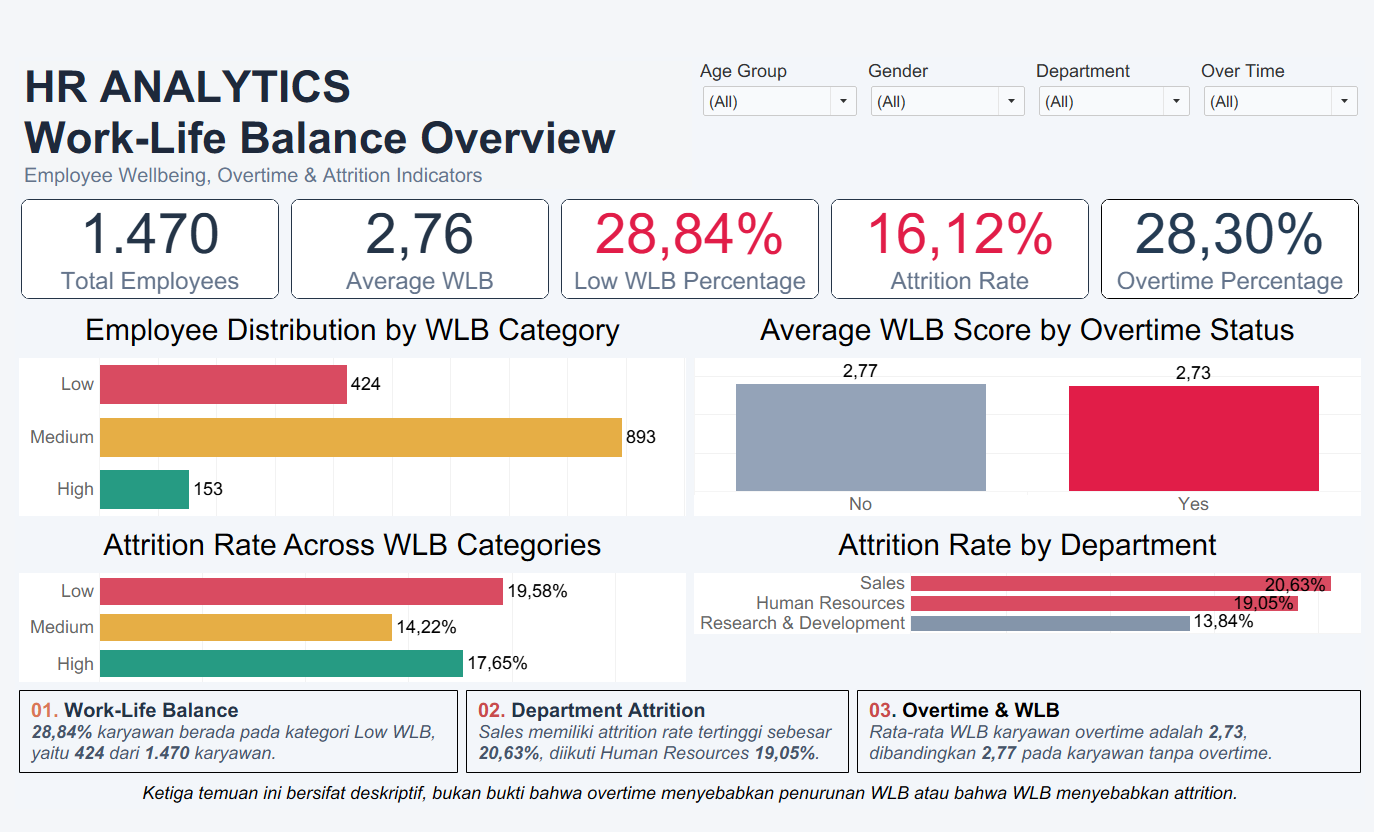 HR ANALYTICS
Work-Life Balance Overview
Employee Wellbeing, Overtime & Attrition Indicators
Age Group
(All)
Gender
(All)
Department
(All)
Over Time
(All)
1.470
Total Employees
2,76
Average WLB
28,84%
Low WLB Percentage
16,12%
Attrition Rate
28,30%
Overtime Percentage
Employee Distribution by WLB Category
Low 424
Medium 893
High 153
Average WLB Score by Overtime Status
2,77
2,73
No
Yes
Attrition Rate Across WLB Categories
Low 19,58%
Medium 14,22%
High 17,65%
Attrition Rate by Department
Sales 20,63%
Human Resources 19,05%
Research & Development 13,84%
01. Work-Life Balance
28,84% karyawan berada pada kategori Low WLB,
yaitu 424 dari 1.470 karyawan.
02. Department Attrition
Sales memiliki attrition rate tertinggi sebesar
20,63%, diikuti Human Resources 19,05%.
03. Overtime & WLB
Rata-rata WLB karyawan overtime adalah 2,73,
dibandingkan 2,77 pada karyawan tanpa overtime.
Ketiga temuan ini bersifat deskriptif, bukan bukti bahwa overtime menyebabkan penurunan WLB atau bahwa WLB menyebabkan attrition.